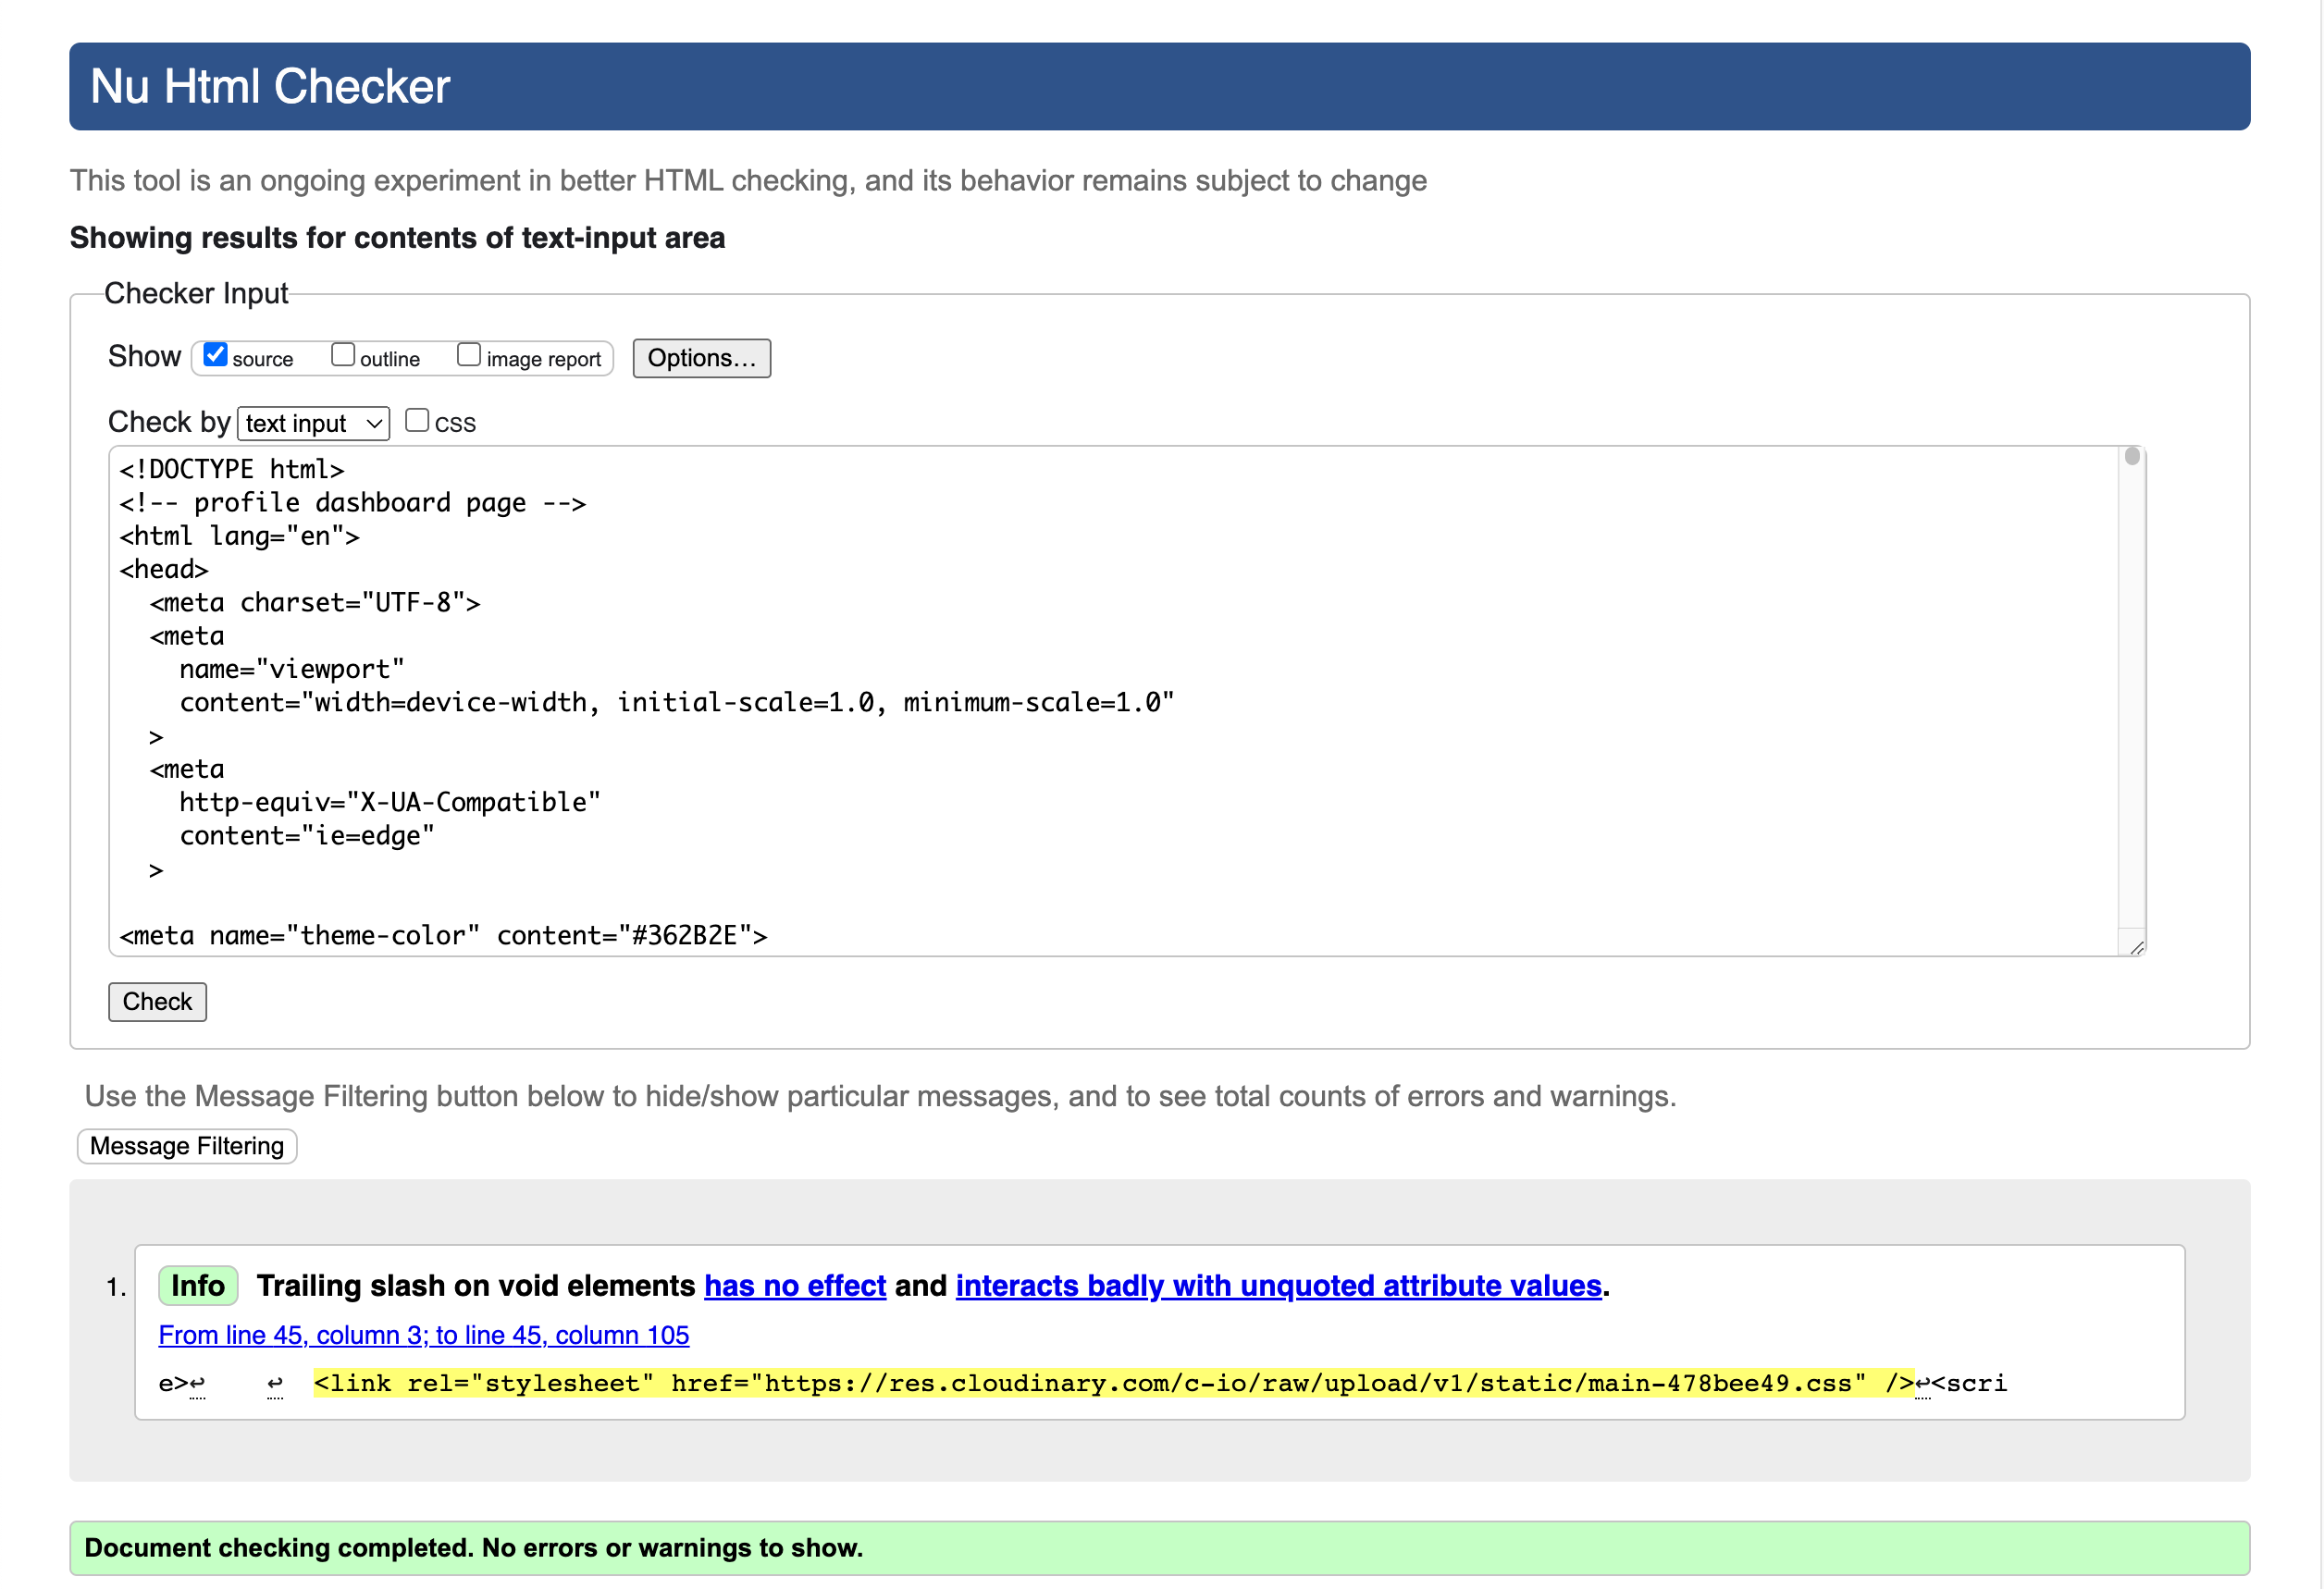 Nu Html Checker
This tool is an ongoing experiment in better HTML checking, and its behavior remains subject to change
Showing results for contents of text-input area
Checker Input
Show source outline image report Options...
Check by text input CSS
<!DOCTYPE html>
<!-- profile dashboard page -->
<html lang="en">
<head>
  <meta charset="UTF-8">
  <meta
    name="viewport"
    content="width=device-width, initial-scale=1.0, minimum-scale=1.0"
  >
  <meta
    http-equiv="X-UA-Compatible"
    content="ie=edge"
  >
<meta name="theme-color" content="#362B2E">
Check
Use the Message Filtering button below to hide/show particular messages, and to see total counts of errors and warnings.
Message Filtering
1. Info Trailing slash on void elements has no effect and interacts badly with unquoted attribute values.
From line 45, column 3; to line 45, column 105
e>↩    ↩  <link rel="stylesheet" href="https://res.cloudinary.com/c-io/raw/upload/v1/static/main-478bee49.css" />↩<scri
Document checking completed. No errors or warnings to show.